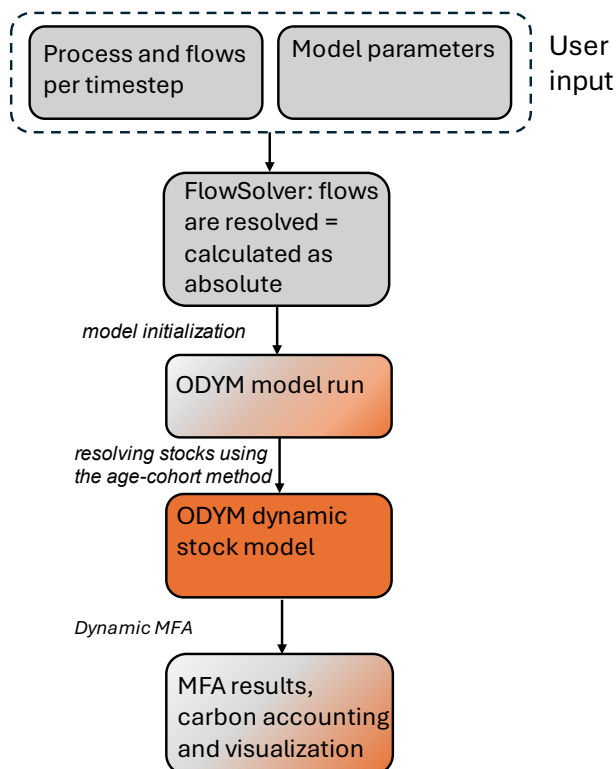 Process and flows
per timestep
Model parameters
User
input
FlowSolver: flows
are resolved =
calculated as
absolute
model initialization
ODYM model run
resolving stocks using
the age-cohort method
ODYM dynamic
stock model
Dynamic MFA
MFA results,
carbon accounting
and visualization